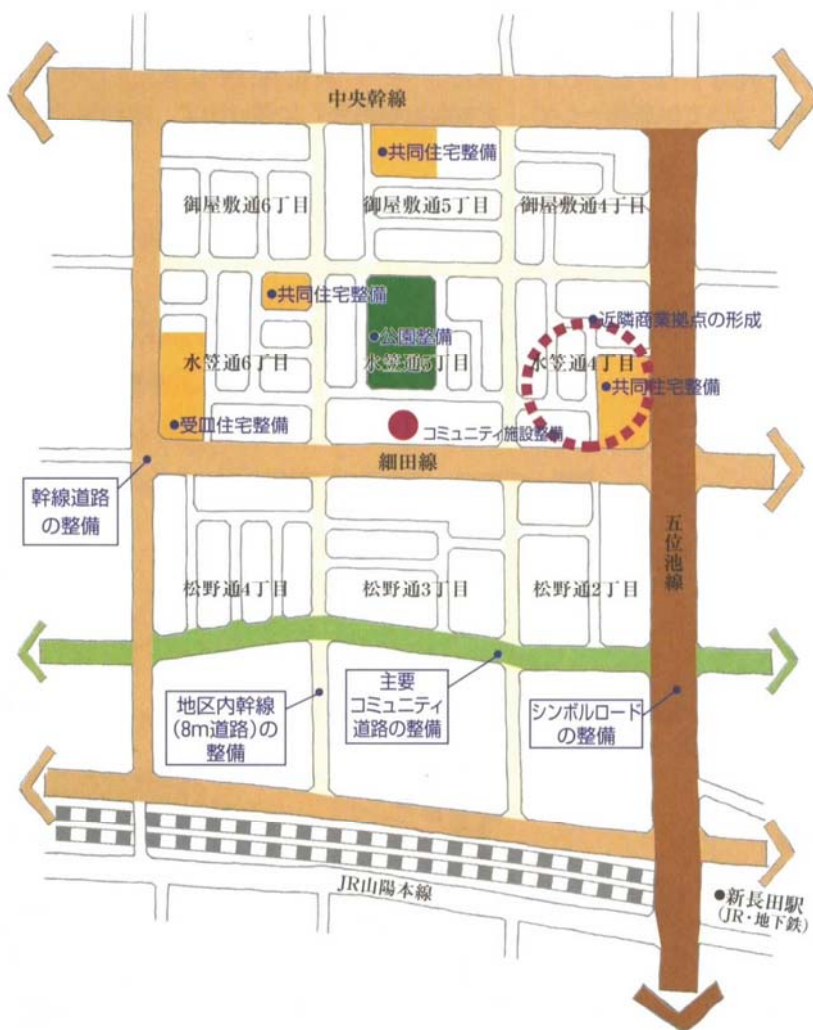 中央幹線
共同住宅整備
御屋敷通6丁目
御屋敷通5丁目
御屋敷通4丁目
共同住宅整備
近隣商業拠点の形成
公園整備
水笠通6丁目
水笠通5丁目
水笠通4丁目
共同住宅整備
受皿住宅整備
コミュニティ施設整備
細田線
幹線道路
の整備
五位池線
松野通4丁目
松野通3丁目
松野通2丁目
地区内幹線
(8m道路)の
整備
主要
コミュニティ
道路の整備
シンボルロード
の整備
JR山陽本線
新長田駅
(JR・地下鉄)